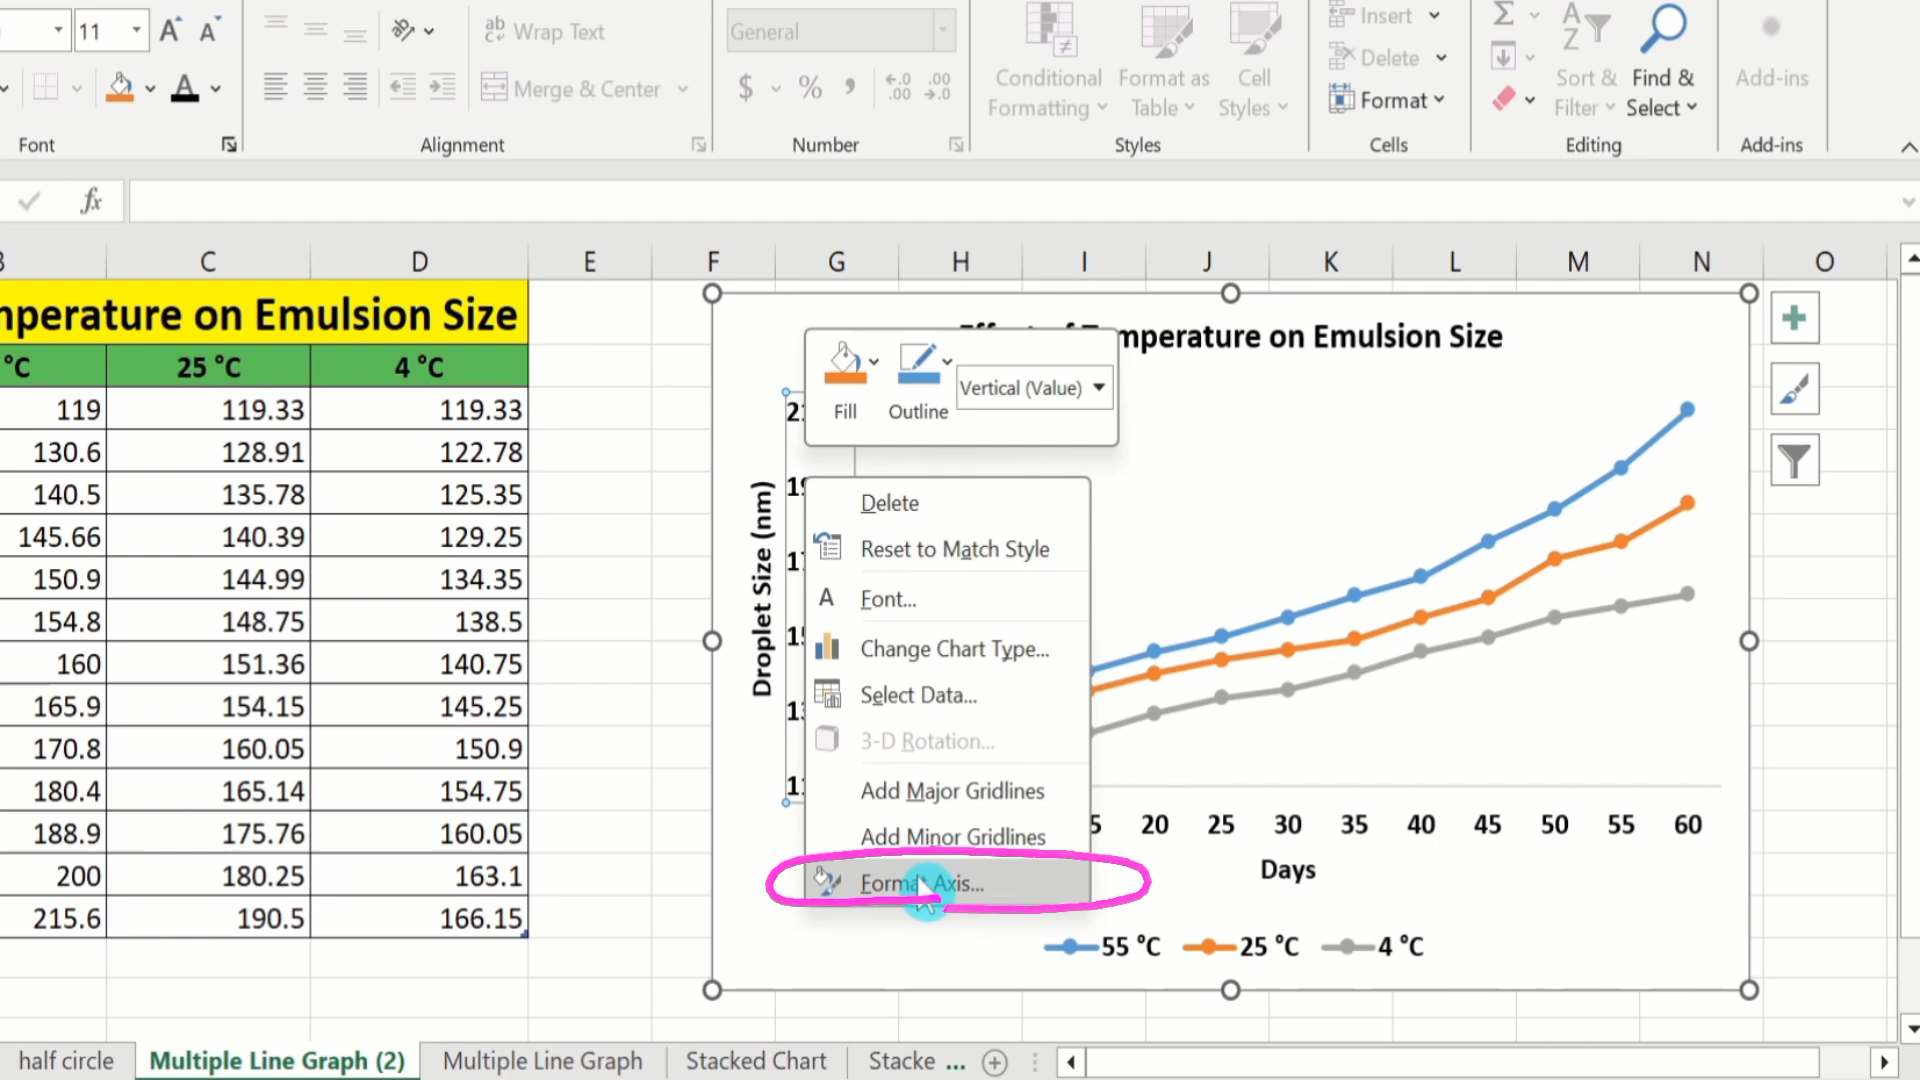 11 A A ab Wrap Text General Insert
Conditional Format as Cell Delete Sort & Find & Add-ins
$ % Merge & Center Formatting Table Styles Format Filter Select
Font Alignment Number Styles Cells Editing Add-ins
fx
C D E F G H I J K L M N O
mperature on Emulsion Size
°C 25 °C 4 °C
119 119.33 119.33
130.6 128.91 122.78
140.5 135.78 125.35
145.66 140.39 129.25
150.9 144.99 134.35
154.8 148.75 138.5
160 151.36 140.75
165.9 154.15 145.25
170.8 160.05 150.9
180.4 165.14 154.75
188.9 175.76 160.05
200 180.25 163.1
215.6 190.5 166.15
mperature on Emulsion Size
Fill Outline Vertical (Value)
Droplet Size (nm)
Delete
Reset to Match Style
Font...
Change Chart Type...
Select Data...
3-D Rotation...
Add Major Gridlines
Add Minor Gridlines
Format Axis...
5 20 25 30 35 40 45 50 55 60
Days
55 °C 25 °C 4 °C
half circle Multiple Line Graph (2) Multiple Line Graph Stacked Chart Stacke ...